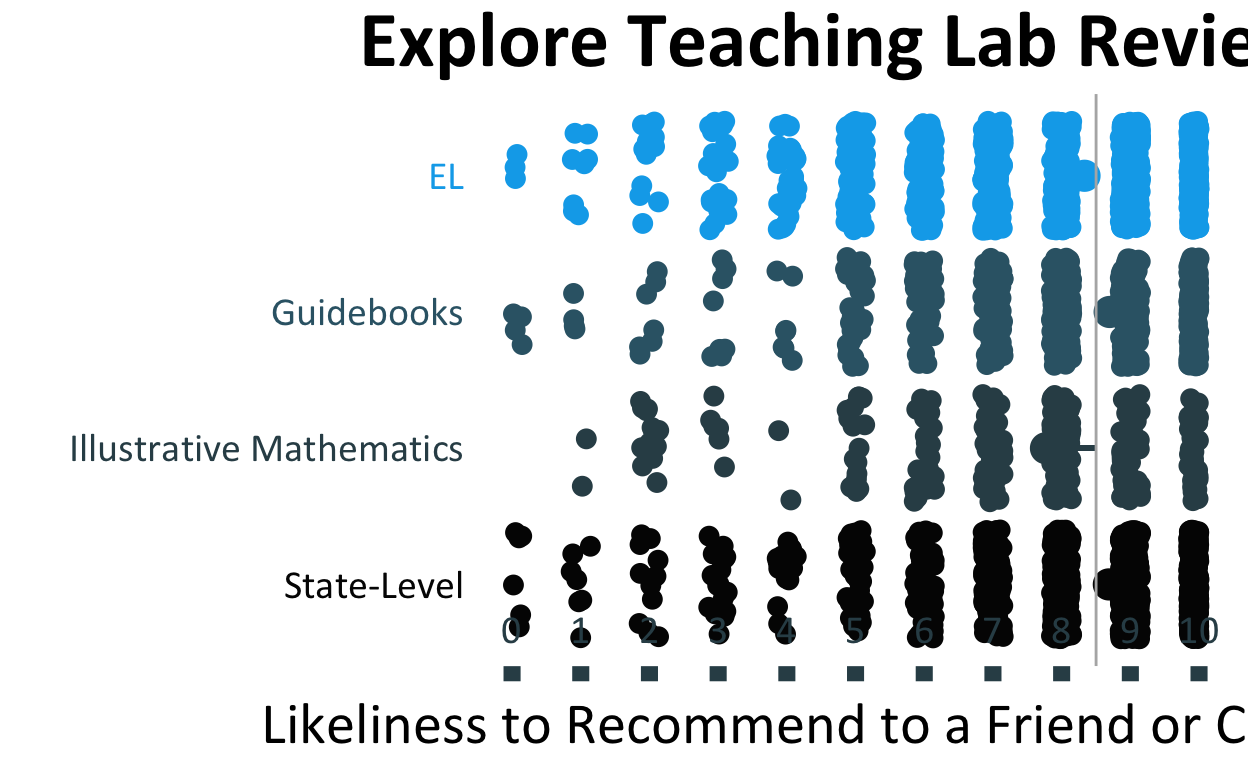 Explore Teaching Lab Revie
EL
Guidebooks
Illustrative Mathematics
State-Level
0 1 2 3 4 5 6 7 8 9 10
Likeliness to Recommend to a Friend or C